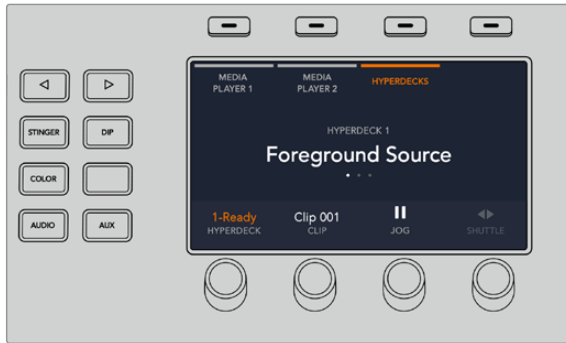 MEDIA
PLAYER 1
MEDIA
PLAYER 2
HYPERDECKS
STINGER
DIP
HYPERDECK 1
Foreground Source
COLOR
AUDIO
AUX
1-Ready
HYPERDECK
Clip 001
CLIP
JOG
SHUTTLE